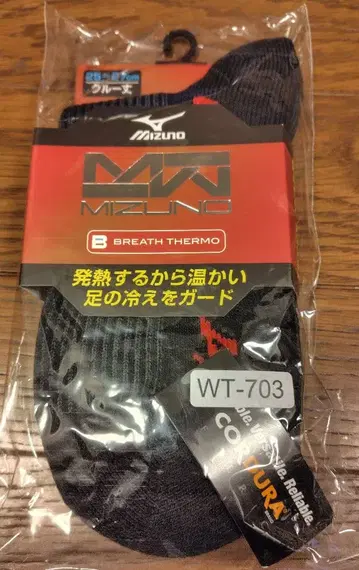 25~27cm
クルー丈
MIZUNO
MIZUNO
B BREATH THERMO
発熱するから温かい
足の冷えをガード
WT-703
Reliable.
CORDURA